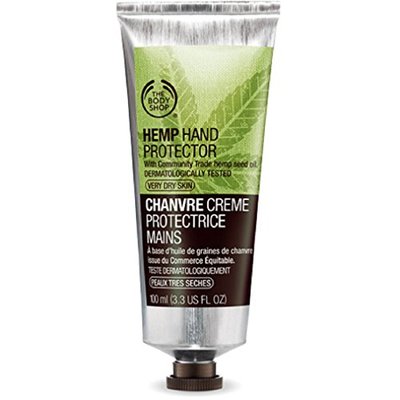 THE
BODY
SHOP
HEMP HAND
PROTECTOR
With Community Trade hemp seed oil.
DERMATOLOGICALLY TESTED
VERY DRY SKIN
CHANVRE CREME
PROTECTRICE
MAINS
A base d'huile de graines de chanvre
issue du Commerce Équitable.
TESTE DERMATOLOGIQUEMENT
PEAUX TRES SECHES
100 ml (3.3 US FL OZ)